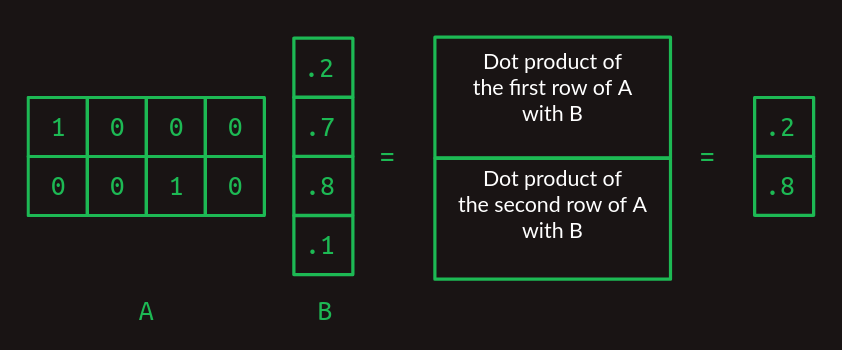 1 0 0 0
0 0 1 0
A
.2
.7
.8
.1
B
=
Dot product of
the first row of A
with B
Dot product of
the second row of A
with B
=
.2
.8